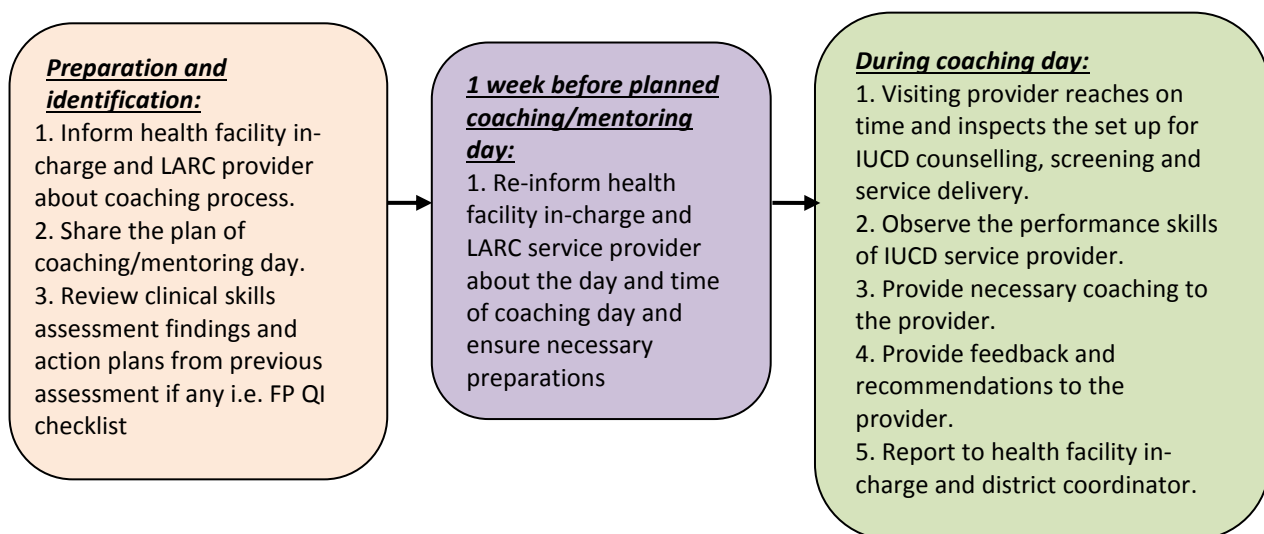 Preparation and
identification:
1. Inform health facility in-
charge and LARC provider
about coaching process.
2. Share the plan of
coaching/mentoring day.
3. Review clinical skills
assessment findings and
action plans from previous
assessment if any i.e. FP QI
checklist
1 week before planned
coaching/mentoring
day:
1. Re-inform health
facility in-charge and
LARC service provider
about the day and time
of coaching day and
ensure necessary
preparations
During coaching day:
1. Visiting provider reaches on
time and inspects the set up for
IUCD counselling, screening and
service delivery.
2. Observe the performance skills
of IUCD service provider.
3. Provide necessary coaching to
the provider.
4. Provide feedback and
recommendations to the
provider.
5. Report to health facility in-
charge and district coordinator.